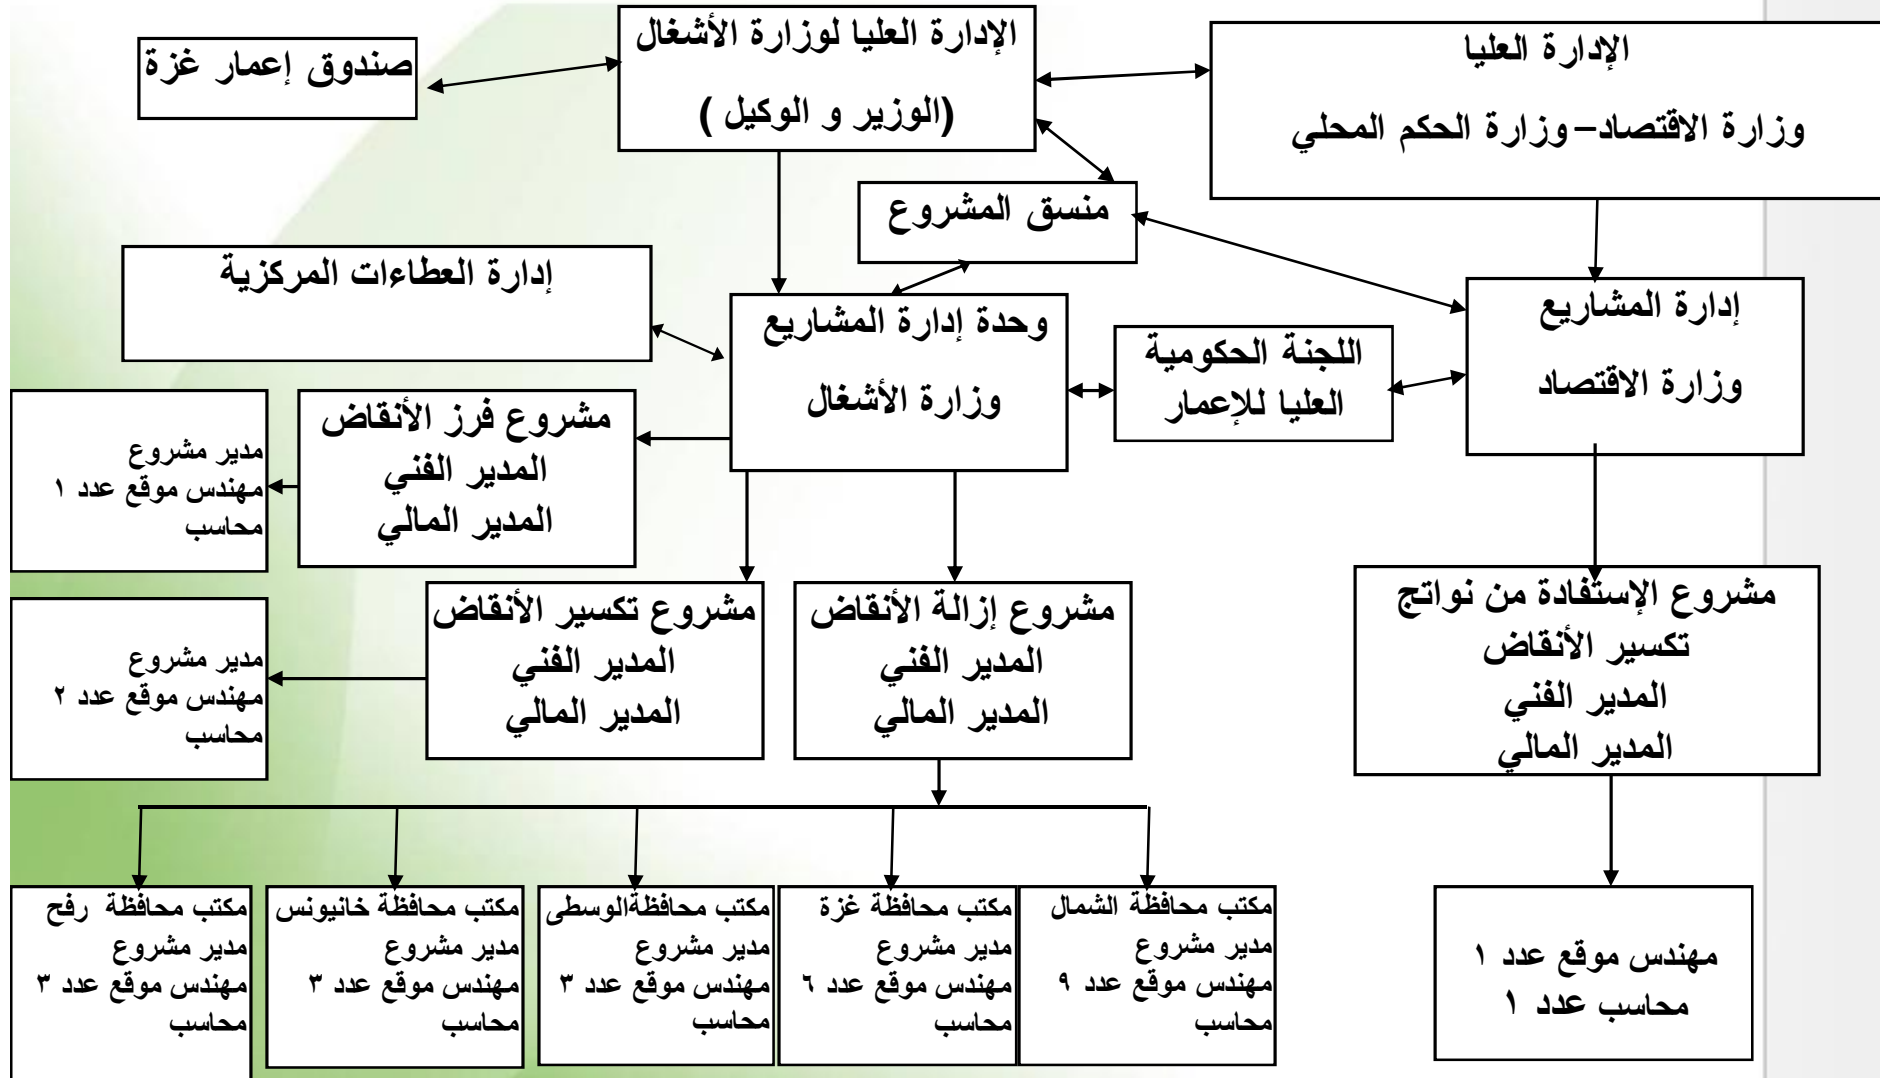 الإدارة العليا لوزارة الأشغال
(الوزير و الوكيل )
الإدارة العليا
وزارة الاقتصاد– وزارة الحكم المحلي
صندوق إعمار غزة
منسق المشروع
إدارة العطاءات المركزية
وحدة إدارة المشاريع
وزارة الأشغال
اللجنة الحكومية
العليا للإعمار
إدارة المشاريع
وزارة الاقتصاد
مشروع فرز الأنقاض
المدير الفني
المدير المالي
مدير مشروع
مهندس موقع عدد ١
محاسب
مشروع الإستفادة من نواتج
تكسير الأنقاض
المدير الفني
المدير المالي
مشروع إزالة الأنقاض
المدير الفني
المدير المالي
مشروع تكسير الأنقاض
المدير الفني
المدير المالي
مدير مشروع
مهندس موقع عدد ٢
محاسب
مهندس موقع عدد ١
محاسب عدد ١
مكتب محافظة الشمال
مدير مشروع
مهندس موقع عدد ٩
محاسب
مكتب محافظة غزة
مدير مشروع
مهندس موقع عدد ٦
محاسب
مكتب محافظةالوسطى
مدير مشروع
مهندس موقع عدد ٣
محاسب
مكتب محافظة خانيونس
مدير مشروع
مهندس موقع عدد ٣
محاسب
مكتب محافظة رفح
مدير مشروع
مهندس موقع عدد ٣
محاسب